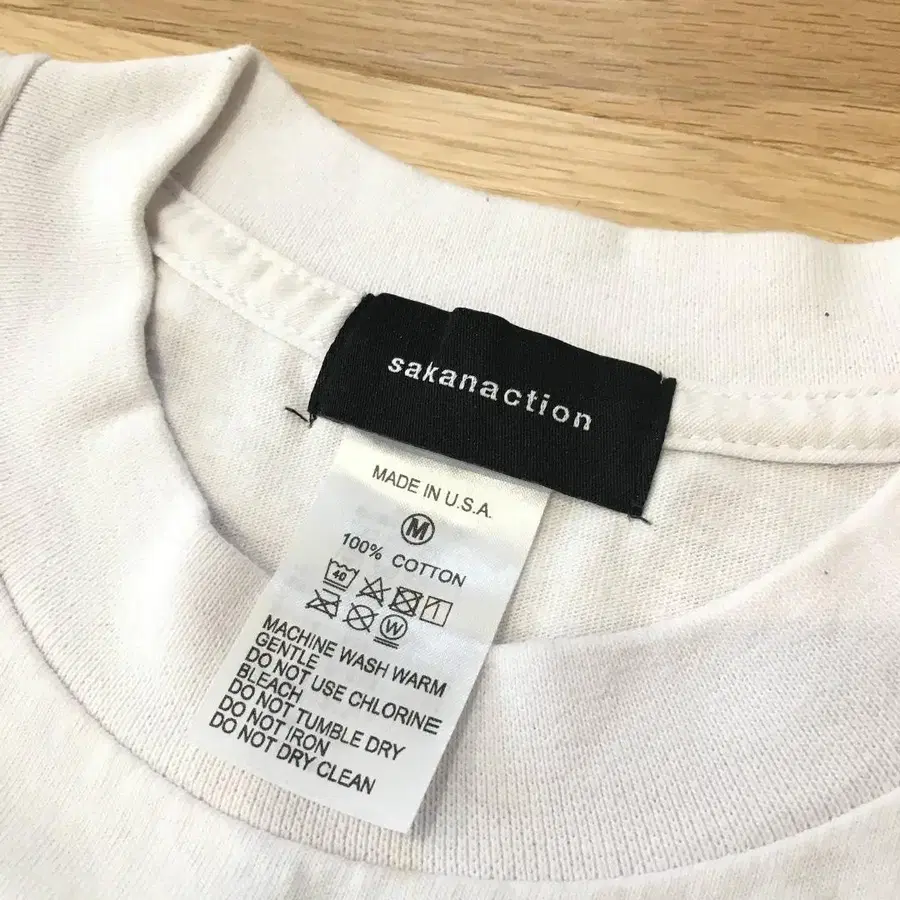 sakanaction
MADE IN U.S.A.
M
100% COTTON
40
W
MACHINE WASH WARM
GENTLE
DO NOT USE CHLORINE
BLEACH
DO NOT TUMBLE DRY
DO NOT IRON
DO NOT DRY CLEAN